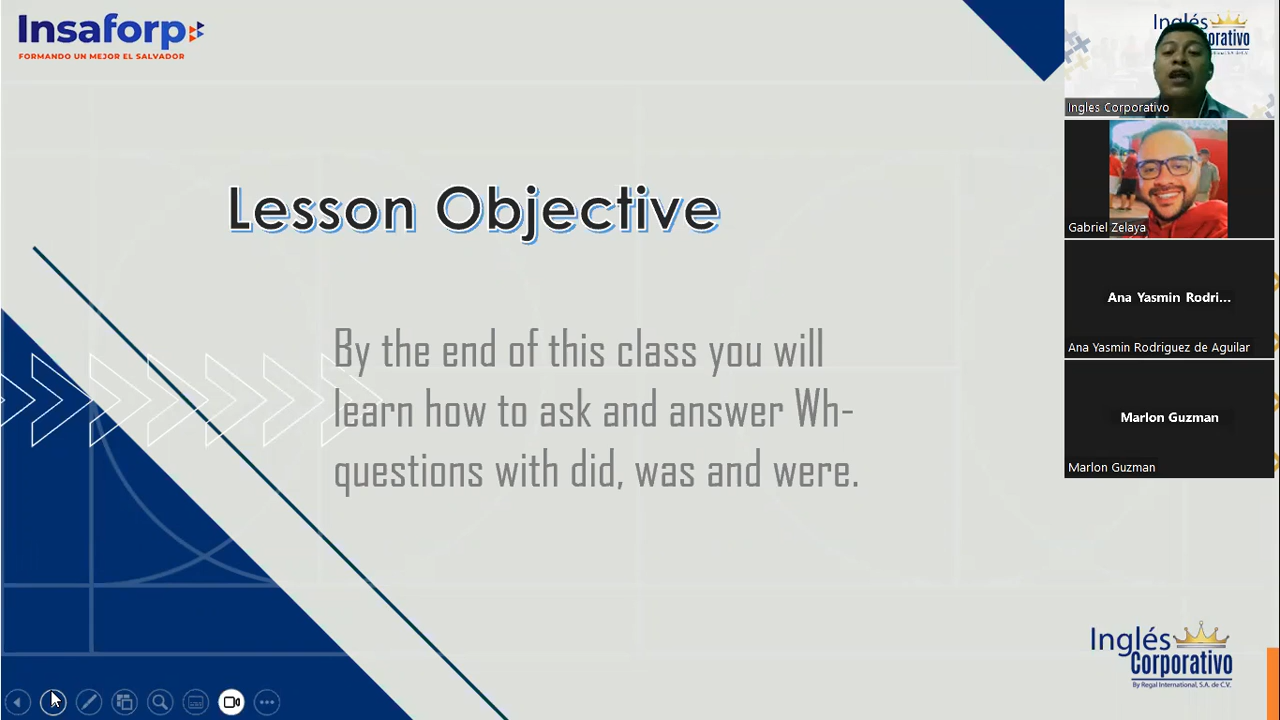 Insaforp
FORMANDO UN MEJOR EL SALVADOR
Lesson Objective
By the end of this class you will
learn how to ask and answer Wh-
questions with did, was and were.
Inglés
Corporativo
By Regal International, S.A. de C.V.
Inglés
Ingles Corporativo
Gabriel Zelaya
Ana Yasmin Rodri...
Ana Yasmin Rodriguez de Aguilar
Marlon Guzman
Marlon Guzman